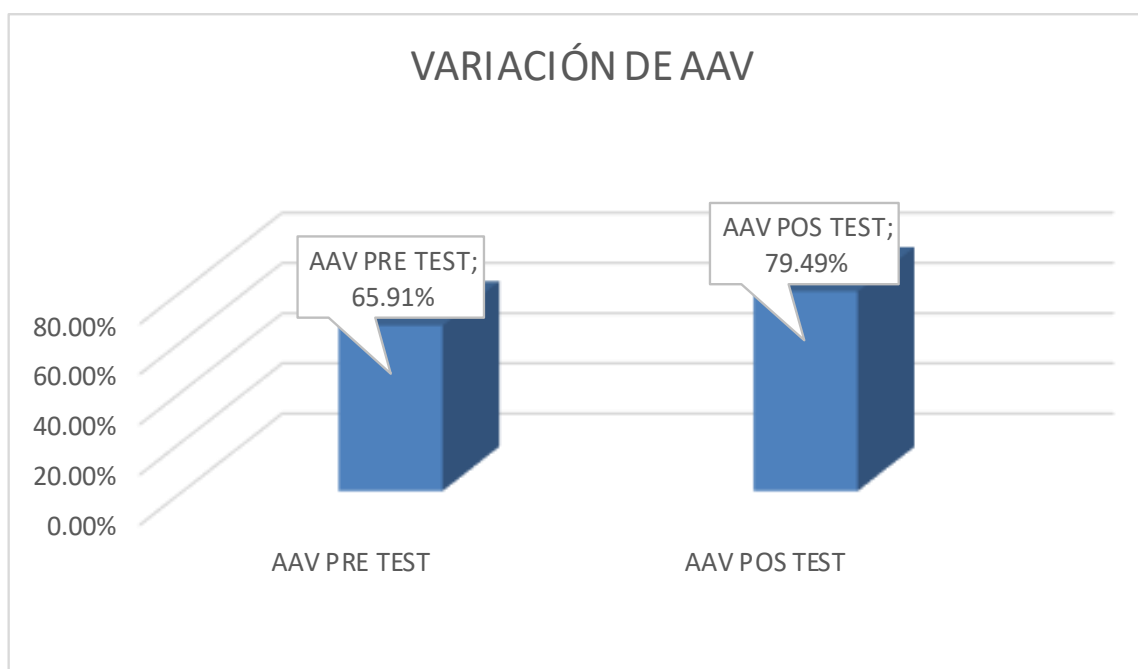 VARIACIÓN DE AAV
AAV PRE TEST;
65.91%
AAV POS TEST;
79.49%
80.00%
60.00%
40.00%
20.00%
0.00%
AAV PRE TEST
AAV POS TEST